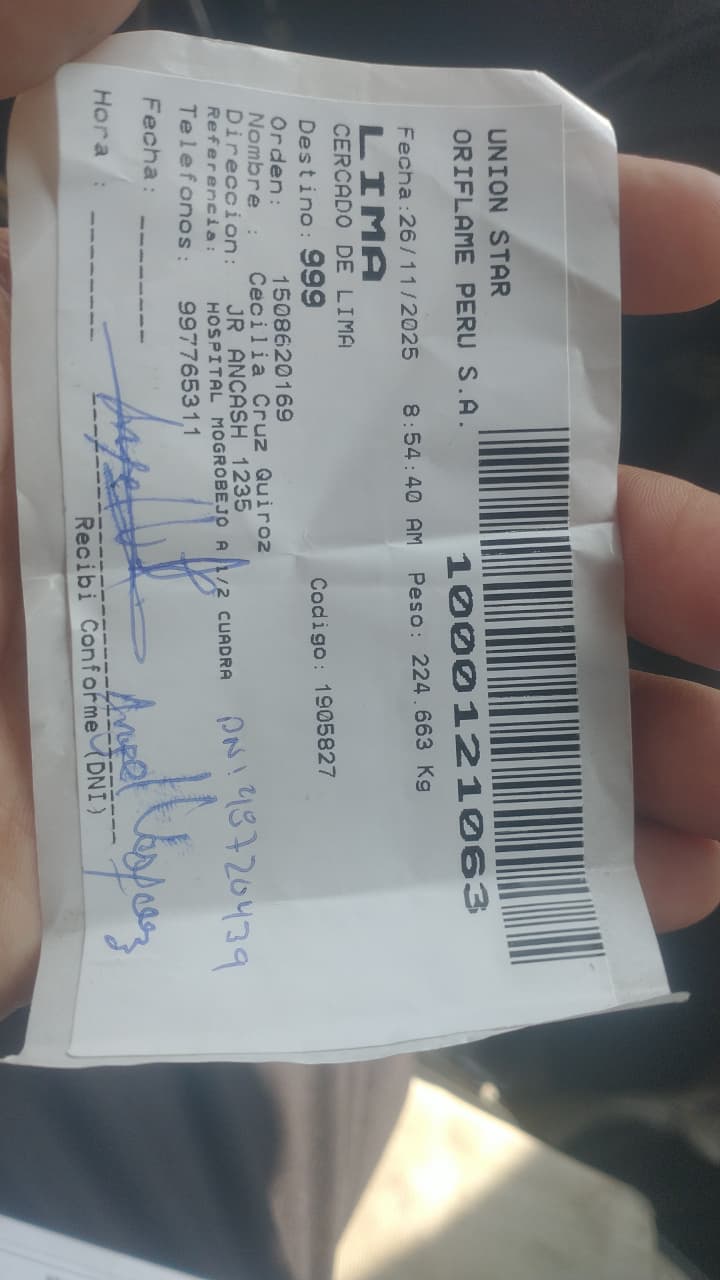 UNION STAR
ORIFLAME PERU S.A.
1000121063
Fecha:26/11/2025 8:54:40 AM Peso: 224.663 Kg
LIMA
CERCADO DE LIMA
Destino: 999 Codigo: 1905827
Orden: 1508620169
Nombre : Cecilia Cruz Quiroz
Direccion: JR ANCASH 1235
Referencia: HOSPITAL MOGROBEJO A 1/2 CUADRA
Telefonos: 997765311
DNI:
Fecha: --------
Hora : --------
Angel
Recibi Conforme (DNI)